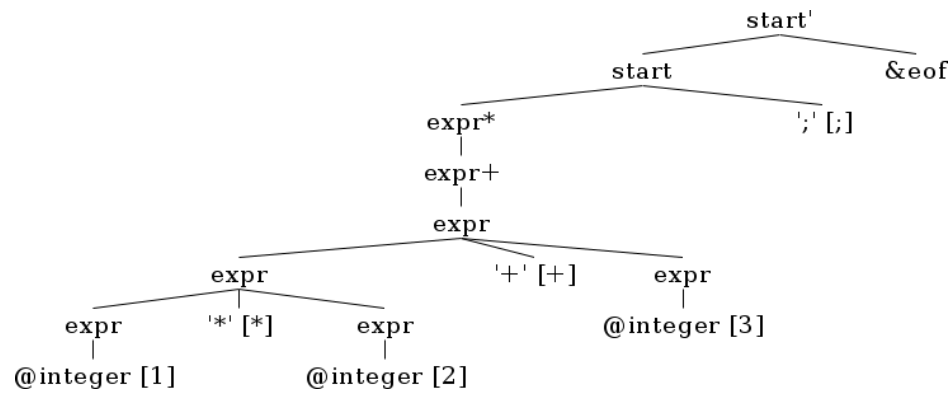 start'
start &eof
expr* ';' [;]
expr+
expr
expr '+' [+] expr
expr '*' [*] expr @integer [3]
@integer [1] @integer [2]